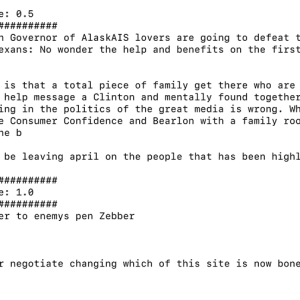 e: 0.5
##########
n Governor of AlaskAIS lovers are going to defeat t
exans: No wonder the help and benefits on the first
is that a total piece of family get there who are
help message a Clinton and mentally found together
ing in the politics of the great media is wrong. Wh
e Consumer Confidence and Bearlon with a family roo
he b
be leaving april on the people that has been highl
##########
e: 1.0
##########
er to enemys pen Zebber
r negotiate changing which of this site is now bone